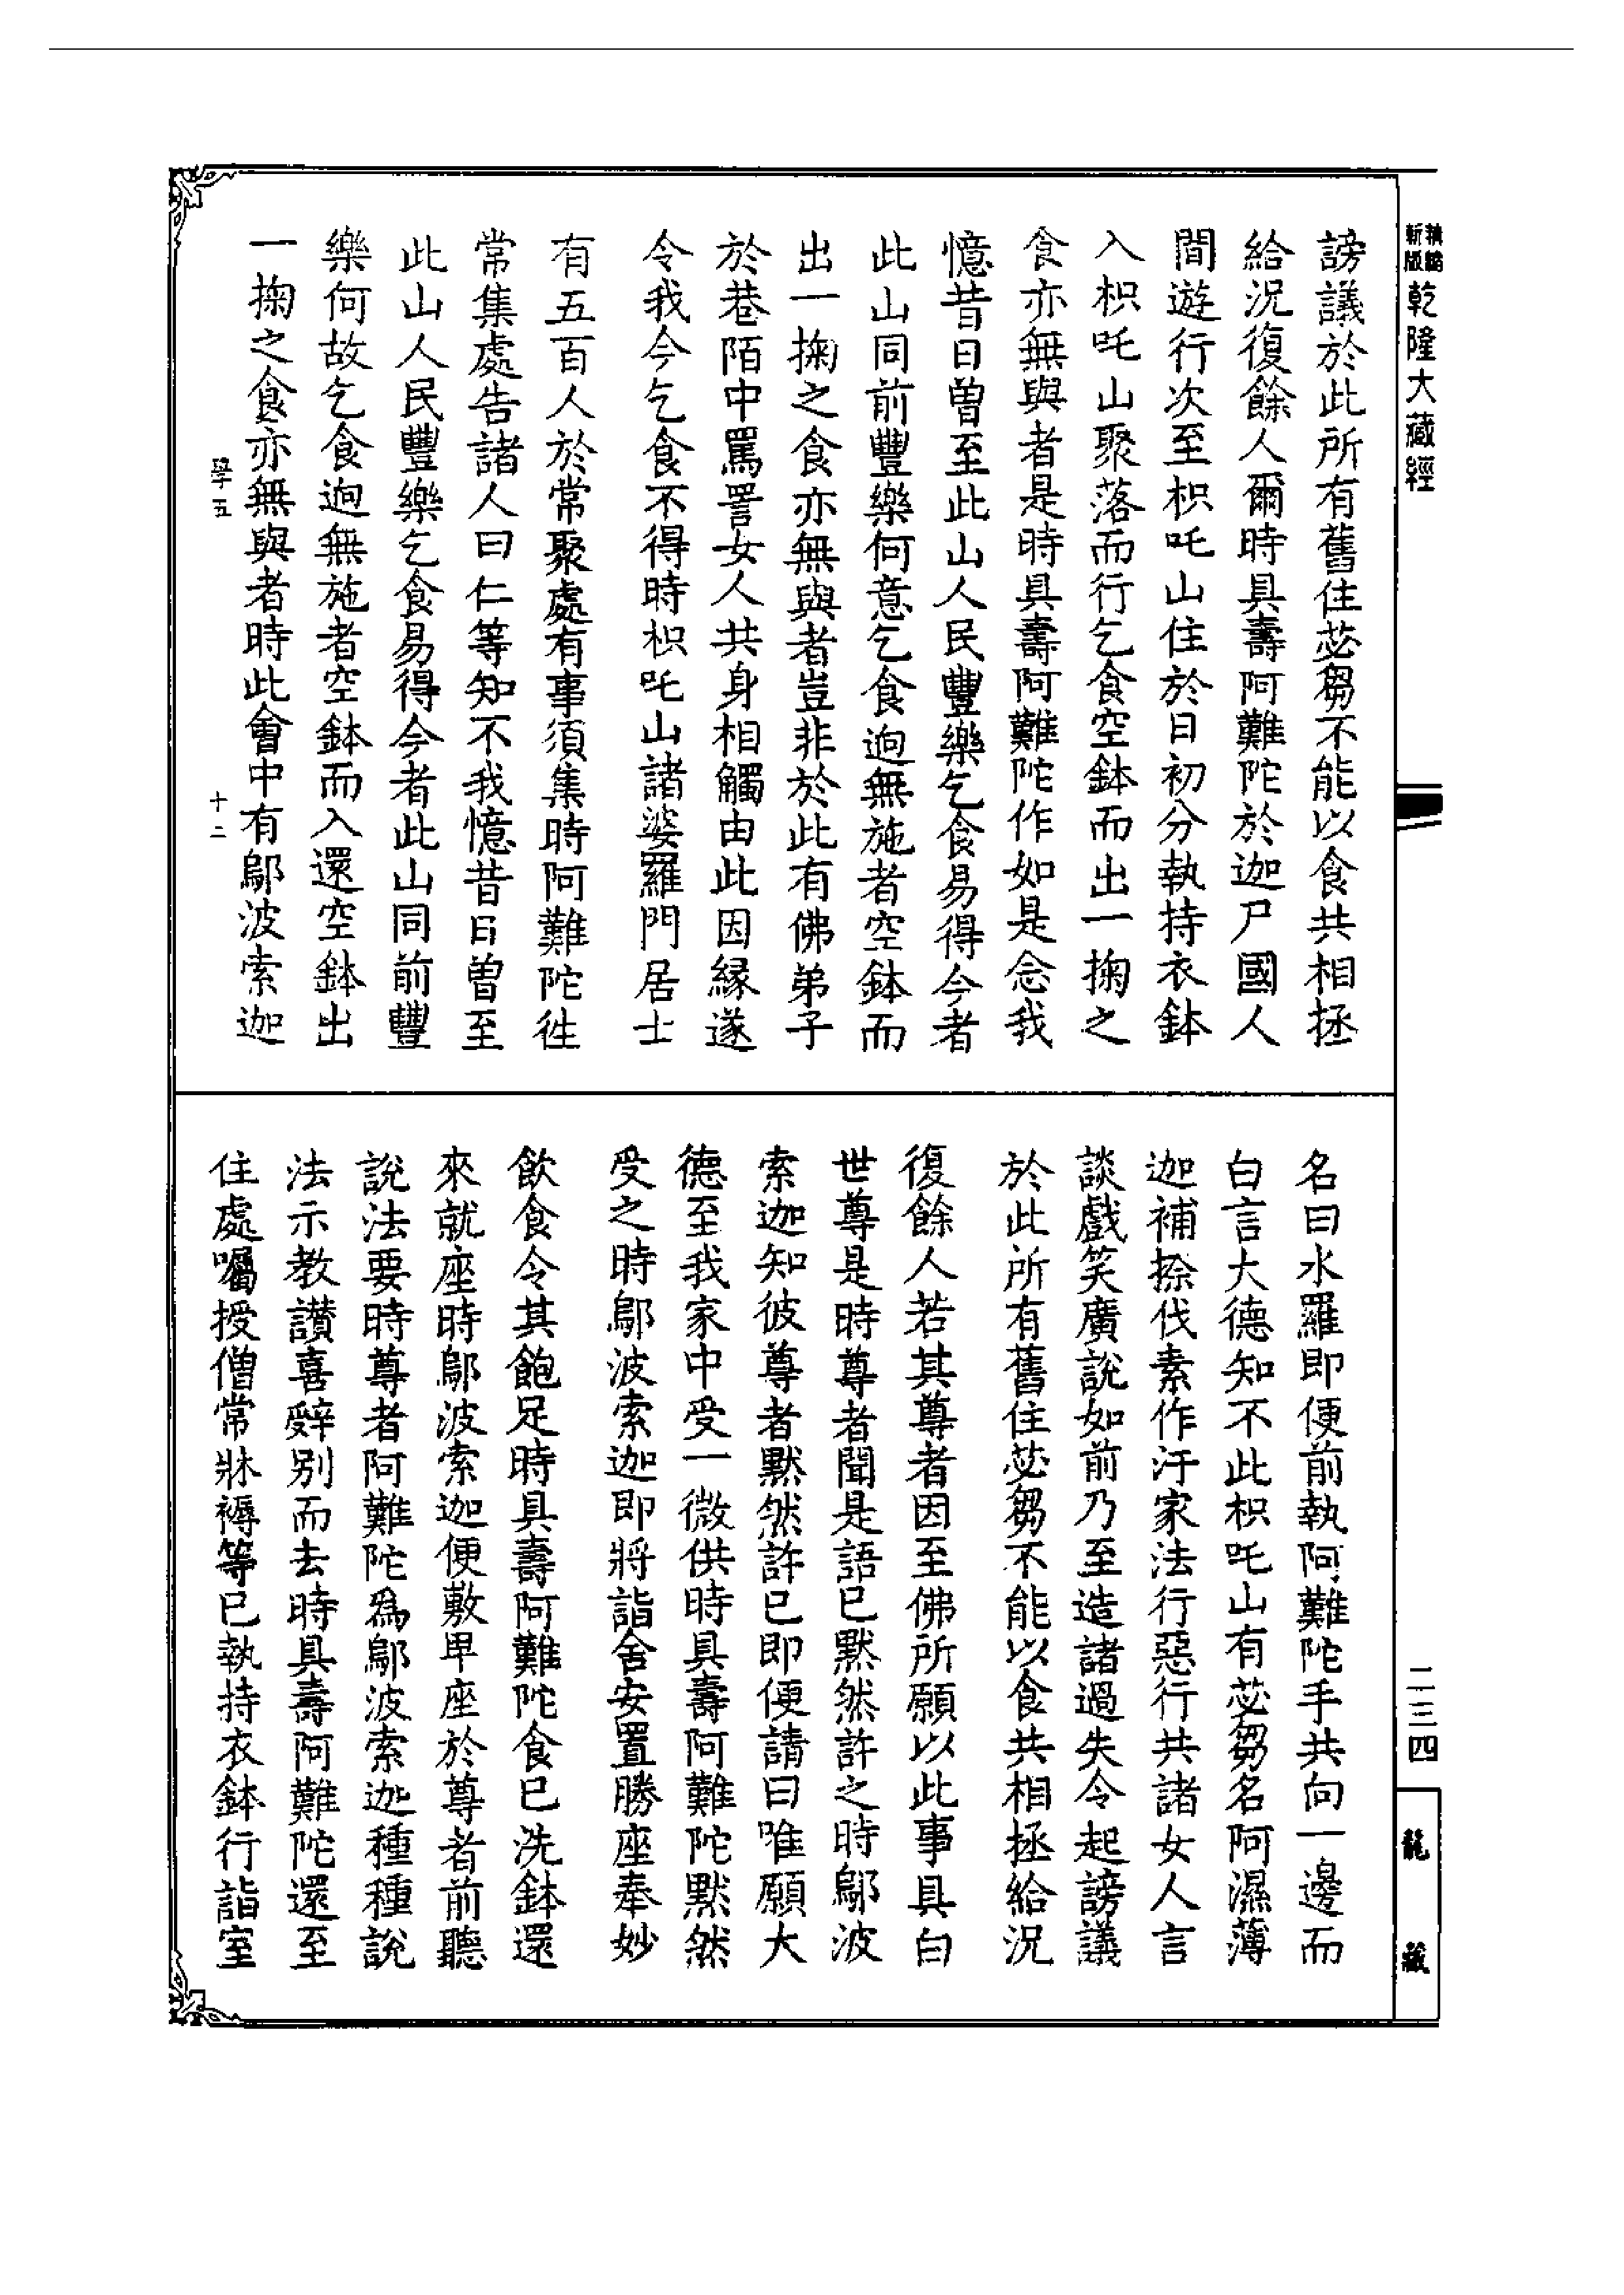 新編
新版
乾隆大藏經
謗議於此所有舊住苾芻不能以食共相拯
給況復餘人爾時具壽阿難陀於迦尸國人
間遊行次至枳吒山住於日初分執持衣鉢
入枳吒山聚落而行乞食空鉢而出一掬之
食亦無與者是時具壽阿難陀作如是念我
憶昔日曾至此山人民豐樂乞食易得今者
此山同前豐樂何意乞食逈無施者空鉢而
出一掬之食亦無與者豈非於此有佛弟子
於巷陌中罵詈女人共身相觸由此因緣遂
令我今乞食不得時枳吒山諸婆羅門居士
有五百人於常聚處有事須集時阿難陀往
常集處告諸人曰仁等知不我憶昔日曾至
此山人民豐樂乞食易得今者此山同前豐
樂何故乞食逈無施者空鉢而入還空鉢出
一掬之食亦無與者時此會中有鄔波索迦
學五
十二
名曰水羅即便前執阿難陀手共向一邊而
白言大德知不此枳吒山有苾芻名阿濕薄
迦補捺伐素作汙家法行惡行共諸女人言
談戲笑廣說如前乃至造諸過失令起謗議
於此所有舊住苾芻不能以食共相拯給況
復餘人若其尊者因至佛所願以此事具白
世尊是時尊者聞是語已默然許之時鄔波
索迦知彼尊者默然許已即便請曰唯願大
德至我家中受一微供時具壽阿難陀默然
受之時鄔波索迦即將詣舍安置勝座奉妙
飲食令其飽足時具壽阿難陀食已洗鉢還
來就座時鄔波索迦便敷卑座於尊者前聽
說法要時尊者阿難陀為鄔波索迦種種說
法示教讚喜辭別而去時具壽阿難陀還至
住處囑授僧常牀褥等已執持衣鉢行詣室
二三四
龍
藏